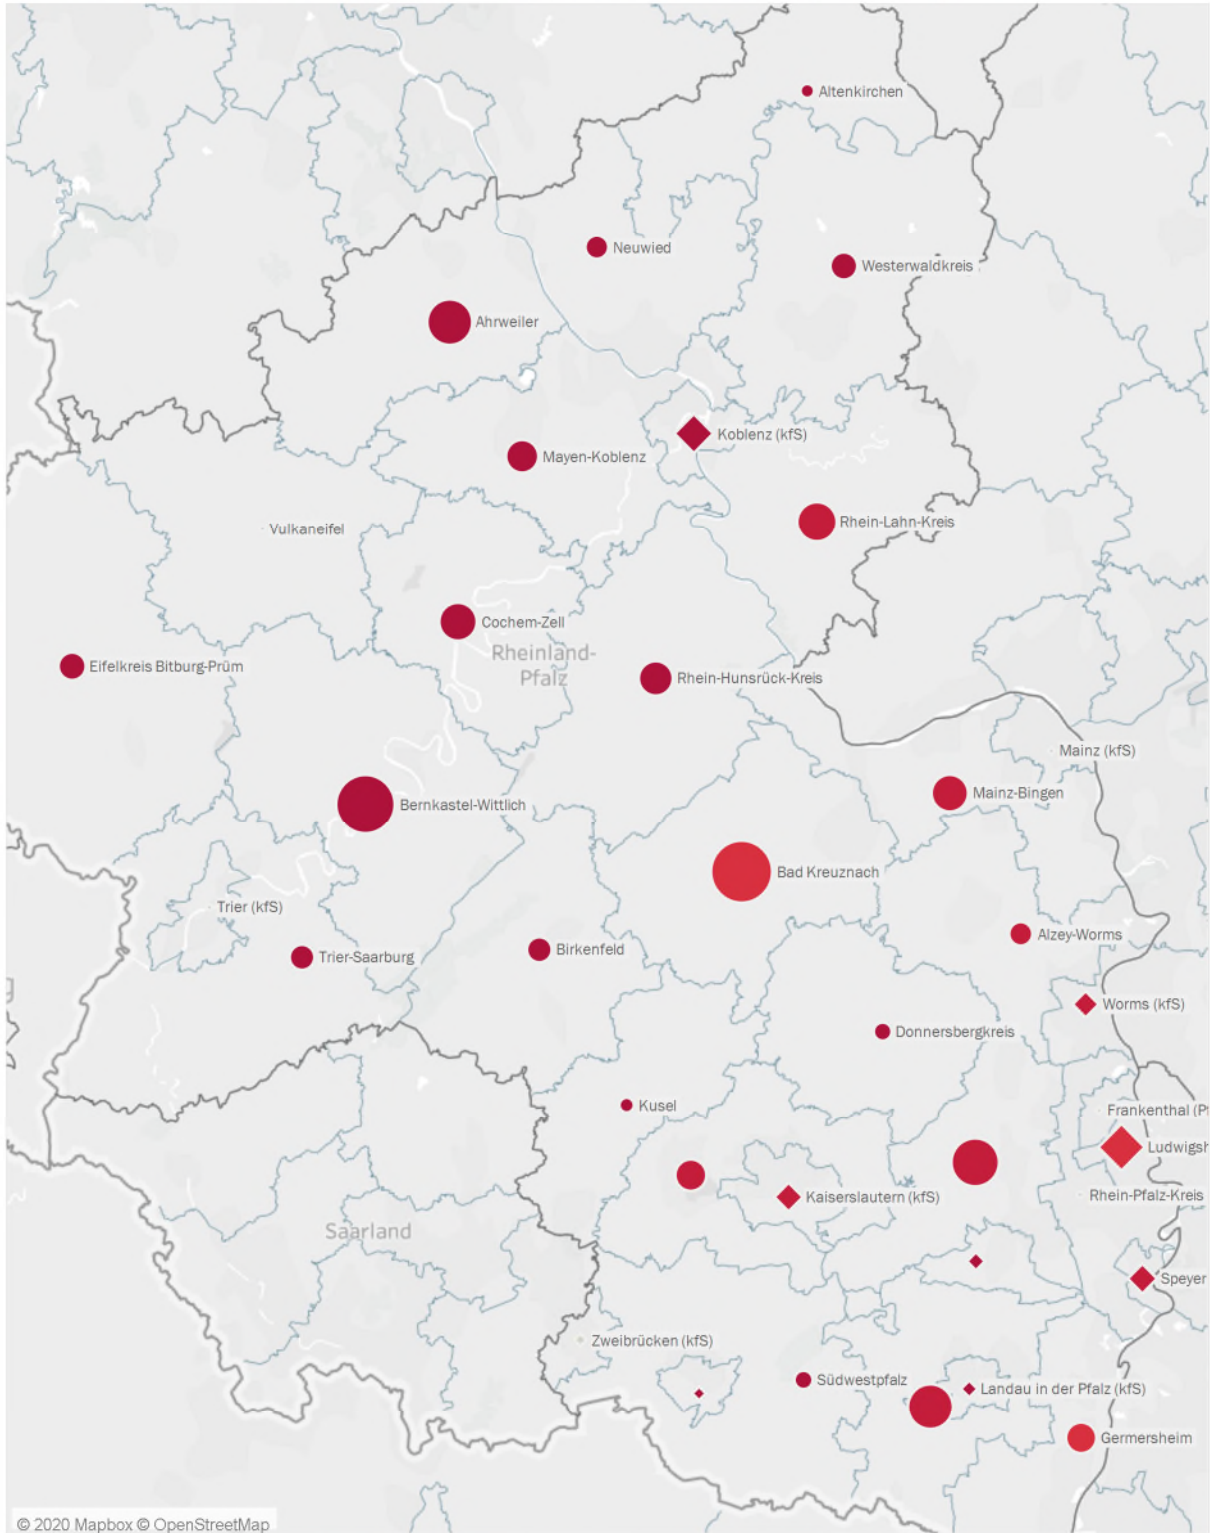 Altenkirchen
Neuwied
Westerwaldkreis
Ahrweiler
Koblenz (kfS)
Mayen-Koblenz
Rhein-Lahn-Kreis
Vulkaneifel
Cochem-Zell
Rheinland-
Pfalz
Eifelkreis Bitburg-Prüm
Rhein-Hunsrück-Kreis
Mainz (kfS)
Mainz-Bingen
Bernkastel-Wittlich
Bad Kreuznach
Trier (kfS)
Alzey-Worms
Birkenfeld
Trier-Saarburg
Worms (kfS)
Donnersbergkreis
Kusel
Frankenthal (Pf
Ludwigsh
Rhein-Pfalz-Kreis
Kaiserslautern (kfS)
Saarland
Speyer
Zweibrücken (kfS)
Südwestpfalz
Landau in der Pfalz (kfS)
Germersheim
© 2020 Mapbox © OpenStreetMap